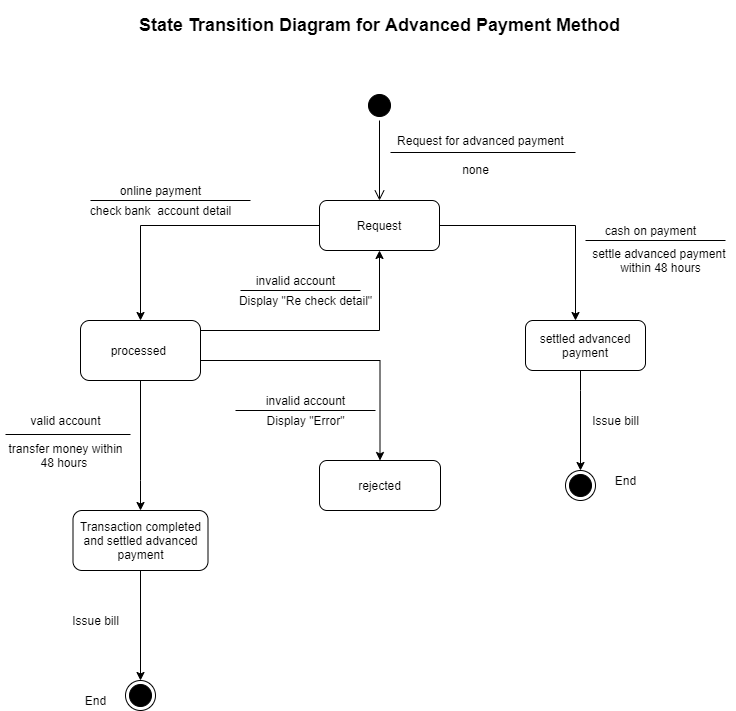 State Transition Diagram for Advanced Payment Method
Request for advanced payment
none
online payment
check bank account detail
Request
cash on payment
settle advanced payment
within 48 hours
invalid account
Display "Re check detail"
processed
settled advanced
payment
invalid account
Display "Error"
valid account
transfer money within
48 hours
Issue bill
rejected
End
Transaction completed
and settled advanced
payment
Issue bill
End